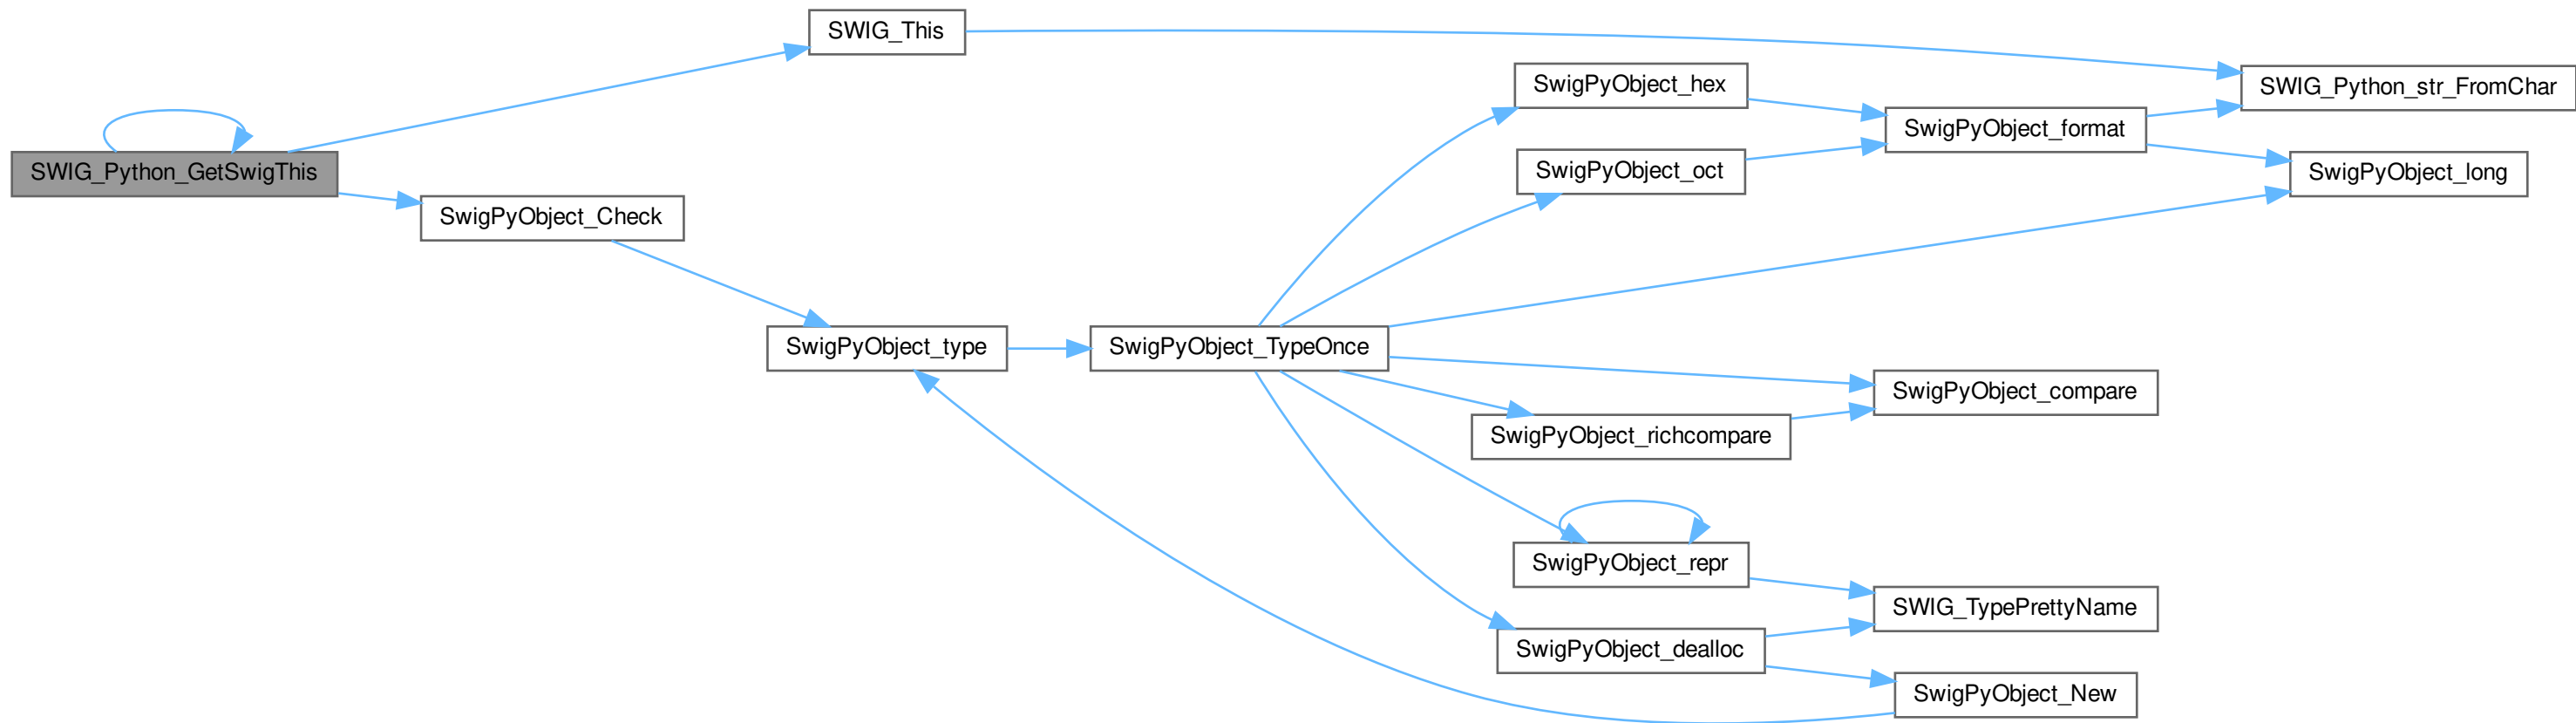 SWIG_This
SwigPyObject_hex
SWIG_Python_str_FromChar
SwigPyObject_format
SWIG_Python_GetSwigThis
SwigPyObject_oct
SwigPyObject_long
SwigPyObject_Check
SwigPyObject_type
SwigPyObject_TypeOnce
SwigPyObject_compare
SwigPyObject_richcompare
SwigPyObject_repr
SWIG_TypePrettyName
SwigPyObject_dealloc
SwigPyObject_New